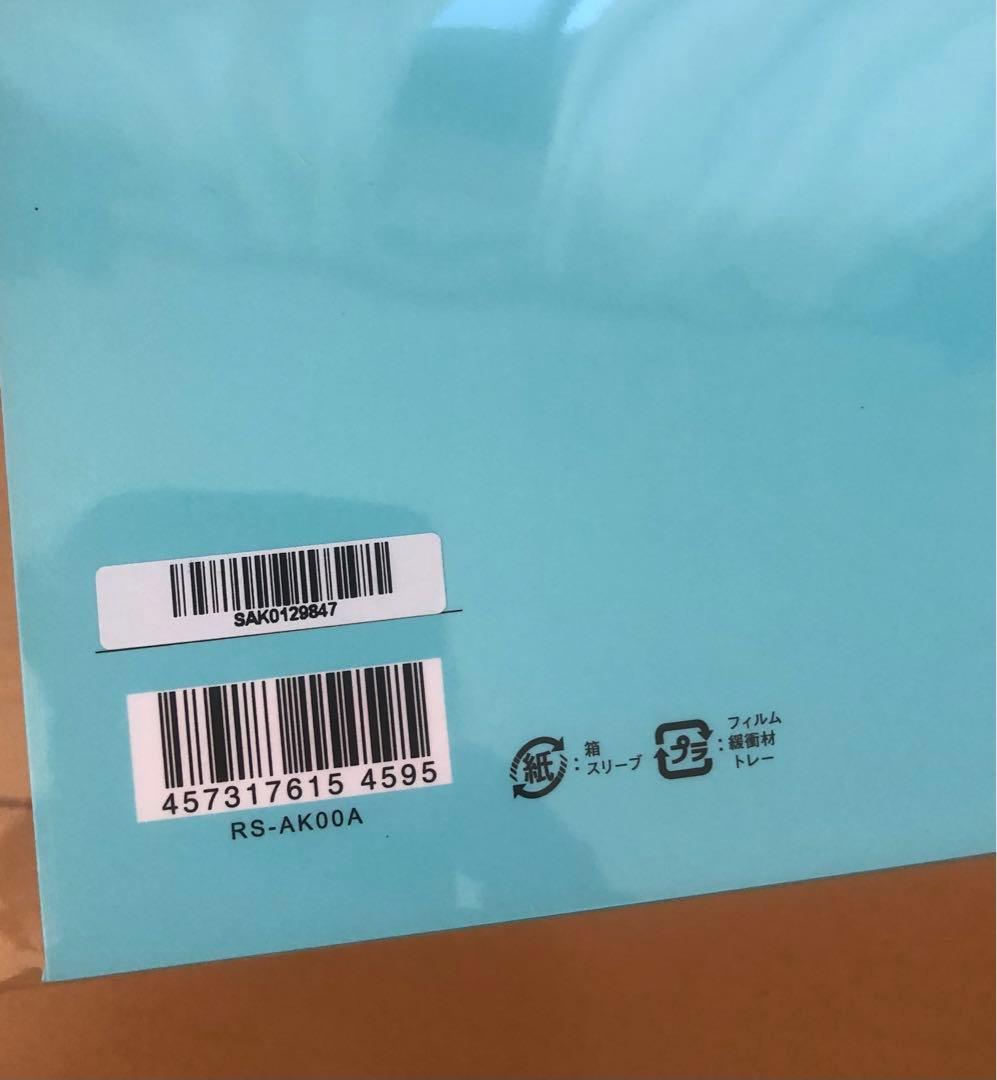 SAK0129847
457317615 4595
RS-AK00A
紙 : 箱
スリーブ
プラ : フィルム
緩衝材
トレー